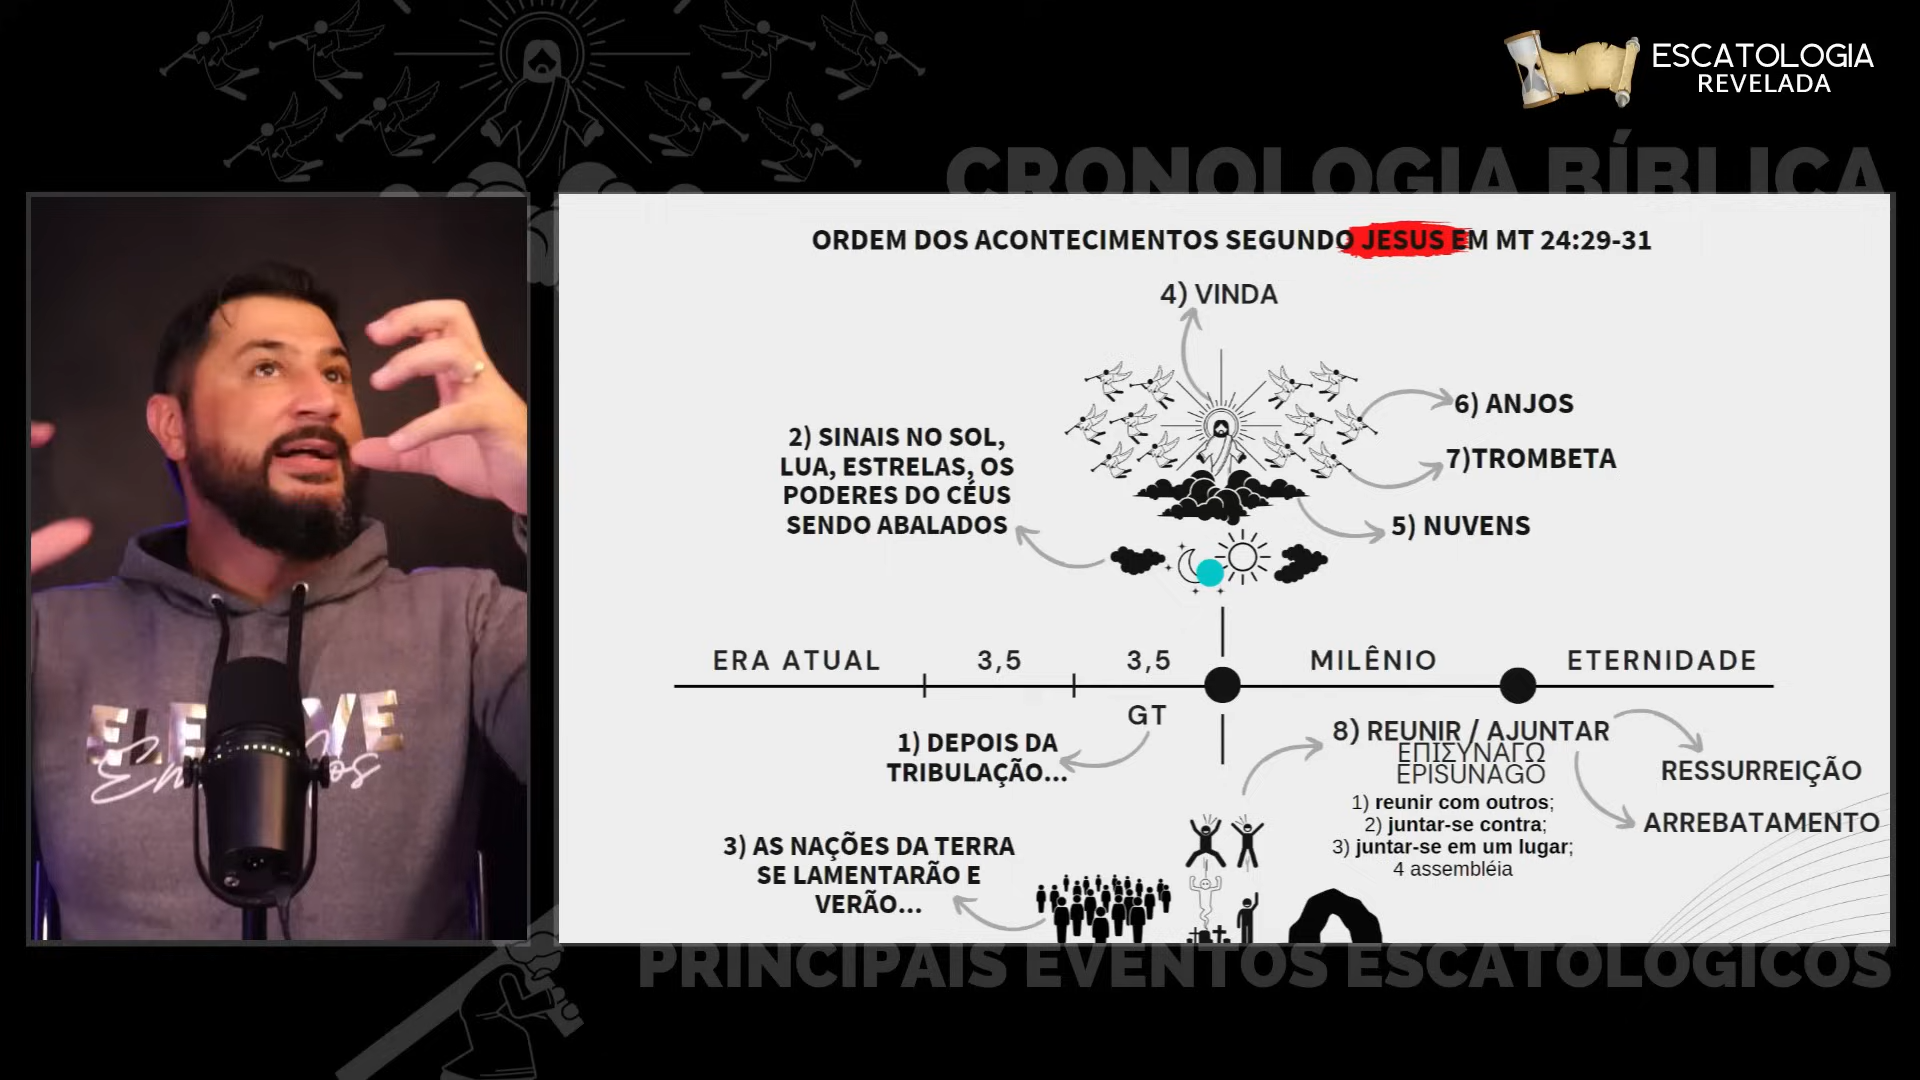 ESCATOLOGIA
REVELADA
CRONOLOGIA BÍBLICA
ORDEM DOS ACONTECIMENTOS SEGUNDO JESUS EM MT 24:29-31
4) VINDA
6) ANJOS
7)TROMBETA
5) NUVENS
2) SINAIS NO SOL,
LUA, ESTRELAS, OS
PODERES DO CÉUS
SENDO ABALADOS
ERA ATUAL
3,5
3,5
MILÊNIO
ETERNIDADE
GT
1) DEPOIS DA
TRIBULAÇÃO...
8) REUNIR / AJUNTAR
ΕΠΙΣΥΝΑΓΩ
EPISUNAGO
1) reunir com outros;
2) juntar-se contra;
3) juntar-se em um lugar;
4 assembléia
RESSURREIÇÃO
ARREBATAMENTO
3) AS NAÇÕES DA TERRA
SE LAMENTARÃO E
VERÃO...
PRINCIPAIS EVENTOS ESCATOLOGICOS